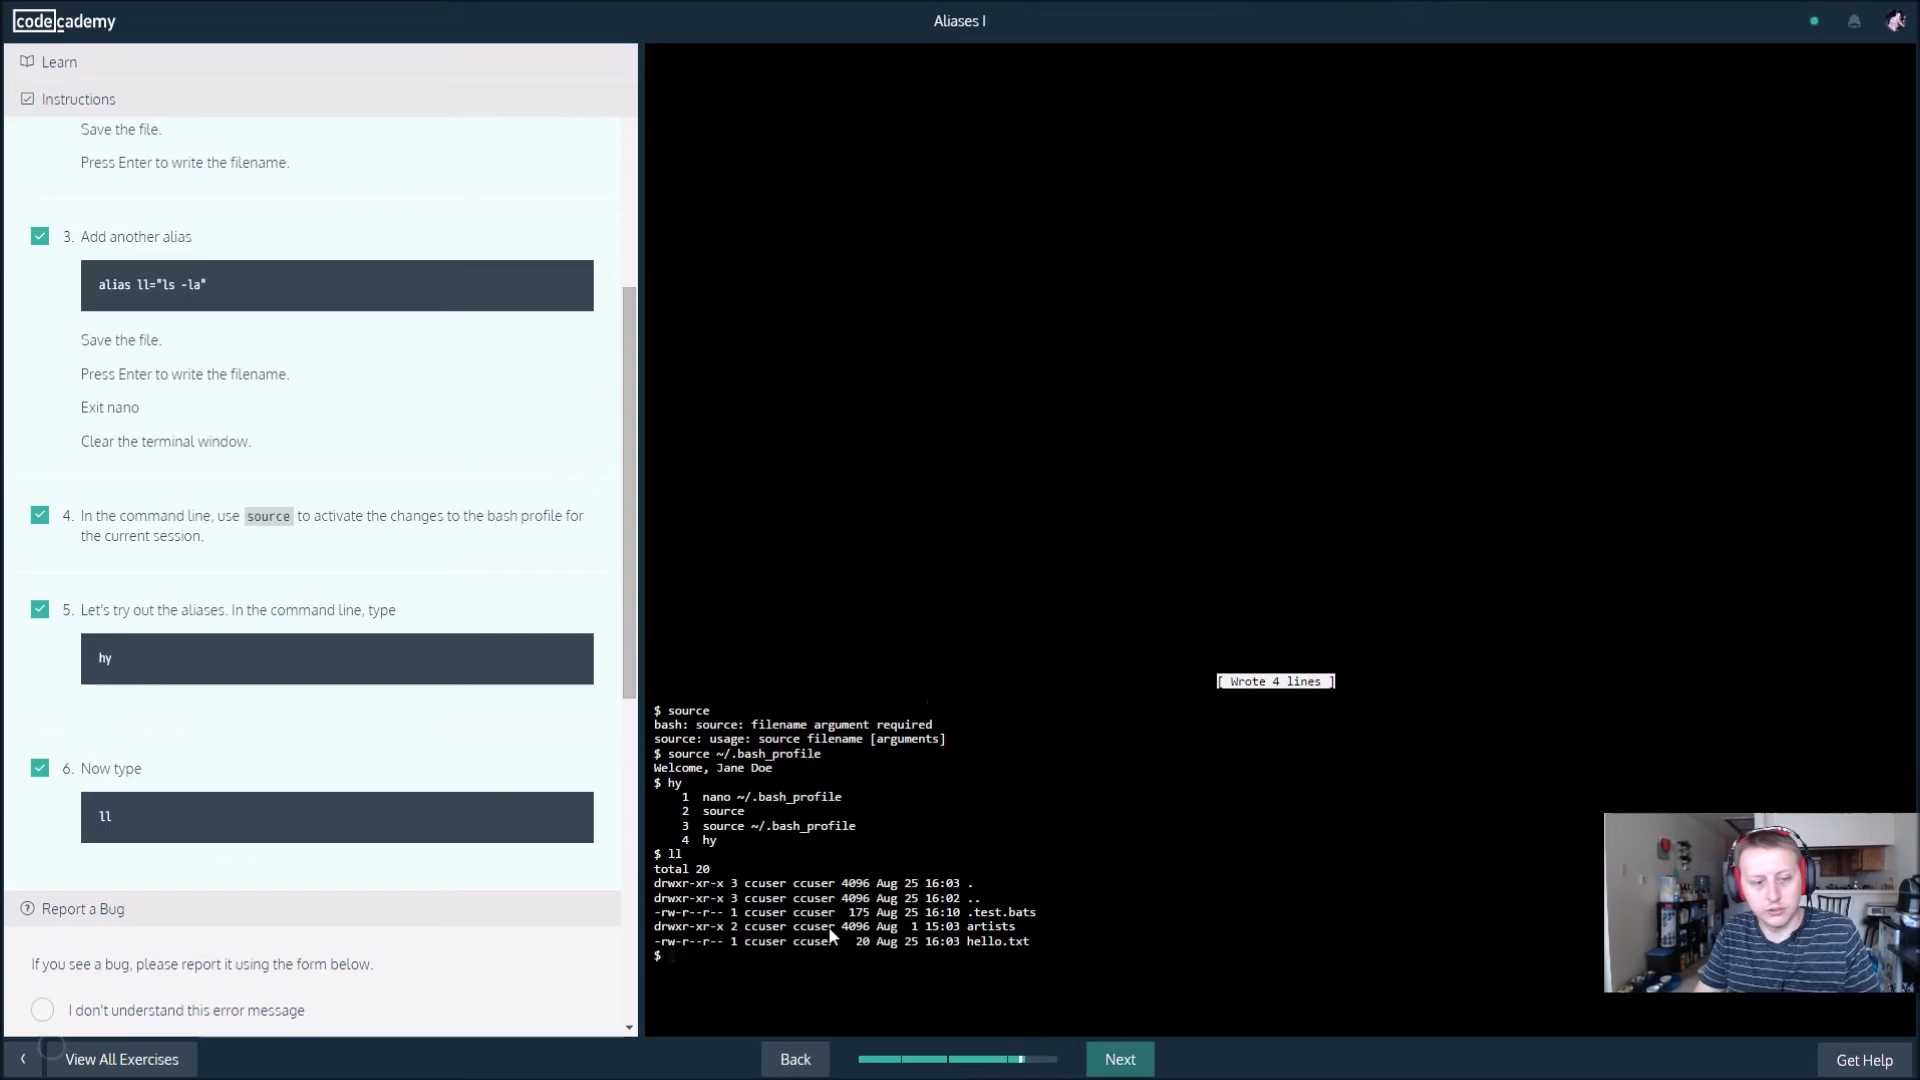 codecademy
Aliases I
Learn
Instructions
Save the file.
Press Enter to write the filename.
3. Add another alias
alias ll="ls -la"
Save the file.
Press Enter to write the filename.
Exit nano
Clear the terminal window.
4. In the command line, use source to activate the changes to the bash profile for
the current session.
5. Let's try out the aliases. In the command line, type
hy
6. Now type
ll
Report a Bug
If you see a bug, please report it using the form below.
I don't understand this error message
[ Wrote 4 lines ]
$ source
bash: source: filename argument required
source: usage: source filename [arguments]
$ source ~/.bash_profile
Welcome, Jane Doe
$ hy
1 nano ~/.bash_profile
2 source
3 source ~/.bash_profile
4 hy
$ ll
total 20
drwxr-xr-x 3 ccuser ccuser 4096 Aug 25 16:03 .
drwxr-xr-x 3 ccuser ccuser 4096 Aug 25 16:02 ..
-rw-r--r-- 1 ccuser ccuser 175 Aug 25 16:10 .test.bats
drwxr-xr-x 2 ccuser ccuser 4096 Aug 1 15:03 artists
-rw-r--r-- 1 ccuser ccuser 20 Aug 25 16:03 hello.txt
$
View All Exercises
Back
Next
Get Help